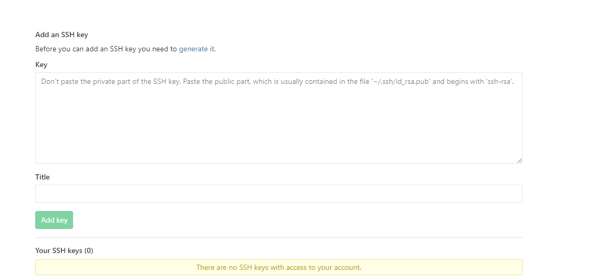 Add an SSH key
Before you can add an SSH key you need to generate it.
Key
Don't paste the private part of the SSH key. Paste the public part, which is usually contained in the file '~/.ssh/id_rsa.pub' and begins with 'ssh-rsa'.
Title
Add key
Your SSH keys (0)
There are no SSH keys with access to your account.